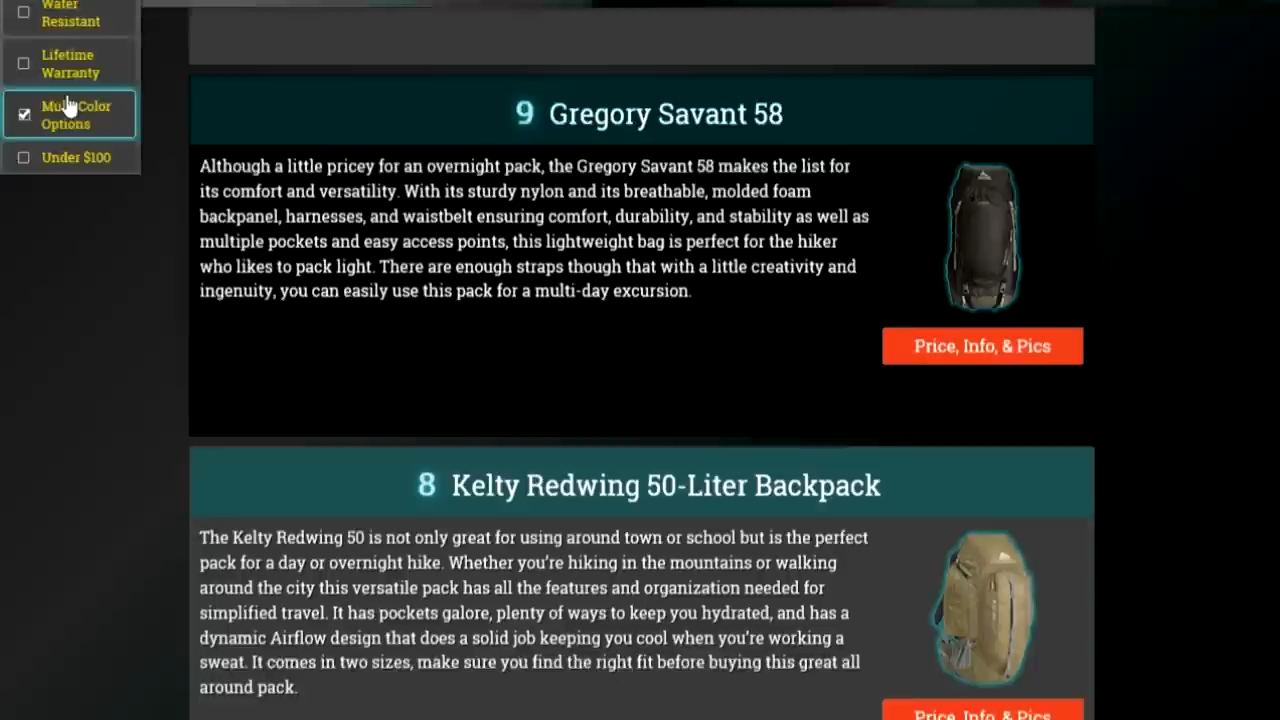 Water
Resistant
Lifetime
Warranty
Color
Options
Under $100
9 Gregory Savant 58
Although a little pricey for an overnight pack, the Gregory Savant 58 makes the list for
its comfort and versatility. With its sturdy nylon and its breathable, molded foam
backpanel, harnesses, and waistbelt ensuring comfort, durability, and stability as well as
multiple pockets and easy access points, this lightweight bag is perfect for the hiker
who likes to pack light. There are enough straps though that with a little creativity and
ingenuity, you can easily use this pack for a multi-day excursion.
Price, Info, & Pics
8 Kelty Redwing 50-Liter Backpack
The Kelty Redwing 50 is not only great for using around town or school but is the perfect
pack for a day or overnight hike. Whether you're hiking in the mountains or walking
around the city this versatile pack has all the features and organization needed for
simplified travel. It has pockets galore, plenty of ways to keep you hydrated, and has a
dynamic Airflow design that does a solid job keeping you cool when you're working a
sweat. It comes in two sizes, make sure you find the right fit before buying this great all
around pack.
Price, Info, & Pics